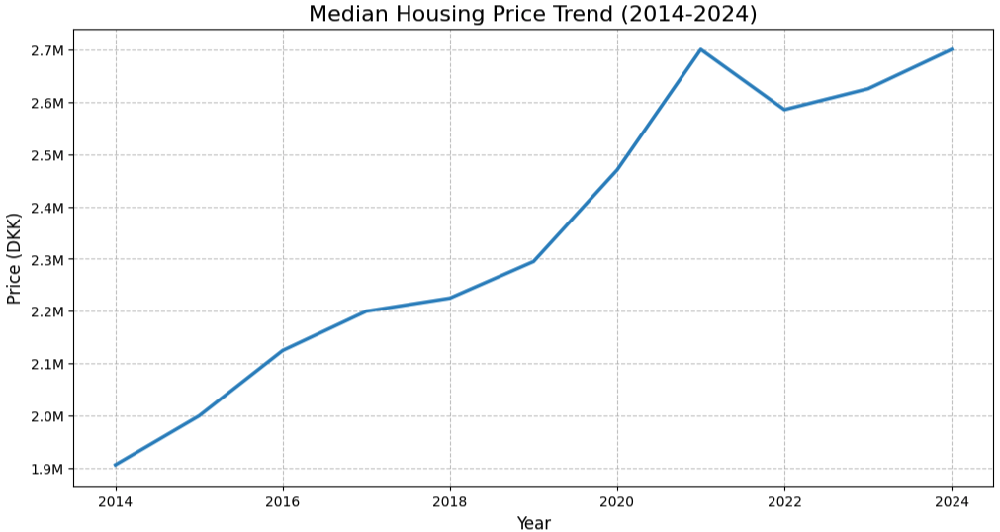 Median Housing Price Trend (2014-2024)
2.7M
2.6M
2.5M
2.4M
2.3M
2.2M
2.1M
2.0M
1.9M
Price (DKK)
2014 2016 2018 2020 2022 2024
Year